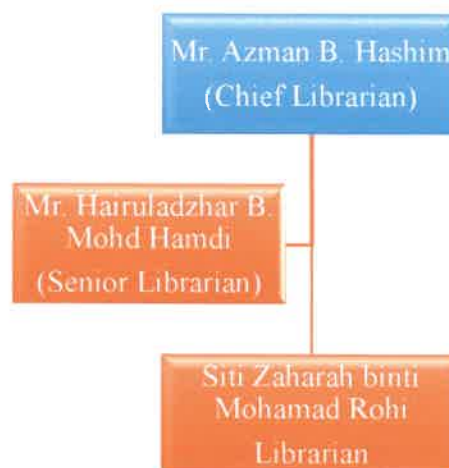 Mr. Azman B. Hashim
(Chief Librarian)
Mr. Hairuladzhar B.
Mohd Hamdi
(Senior Librarian)
Siti Zaharah binti
Mohamad Rohi
Librarian